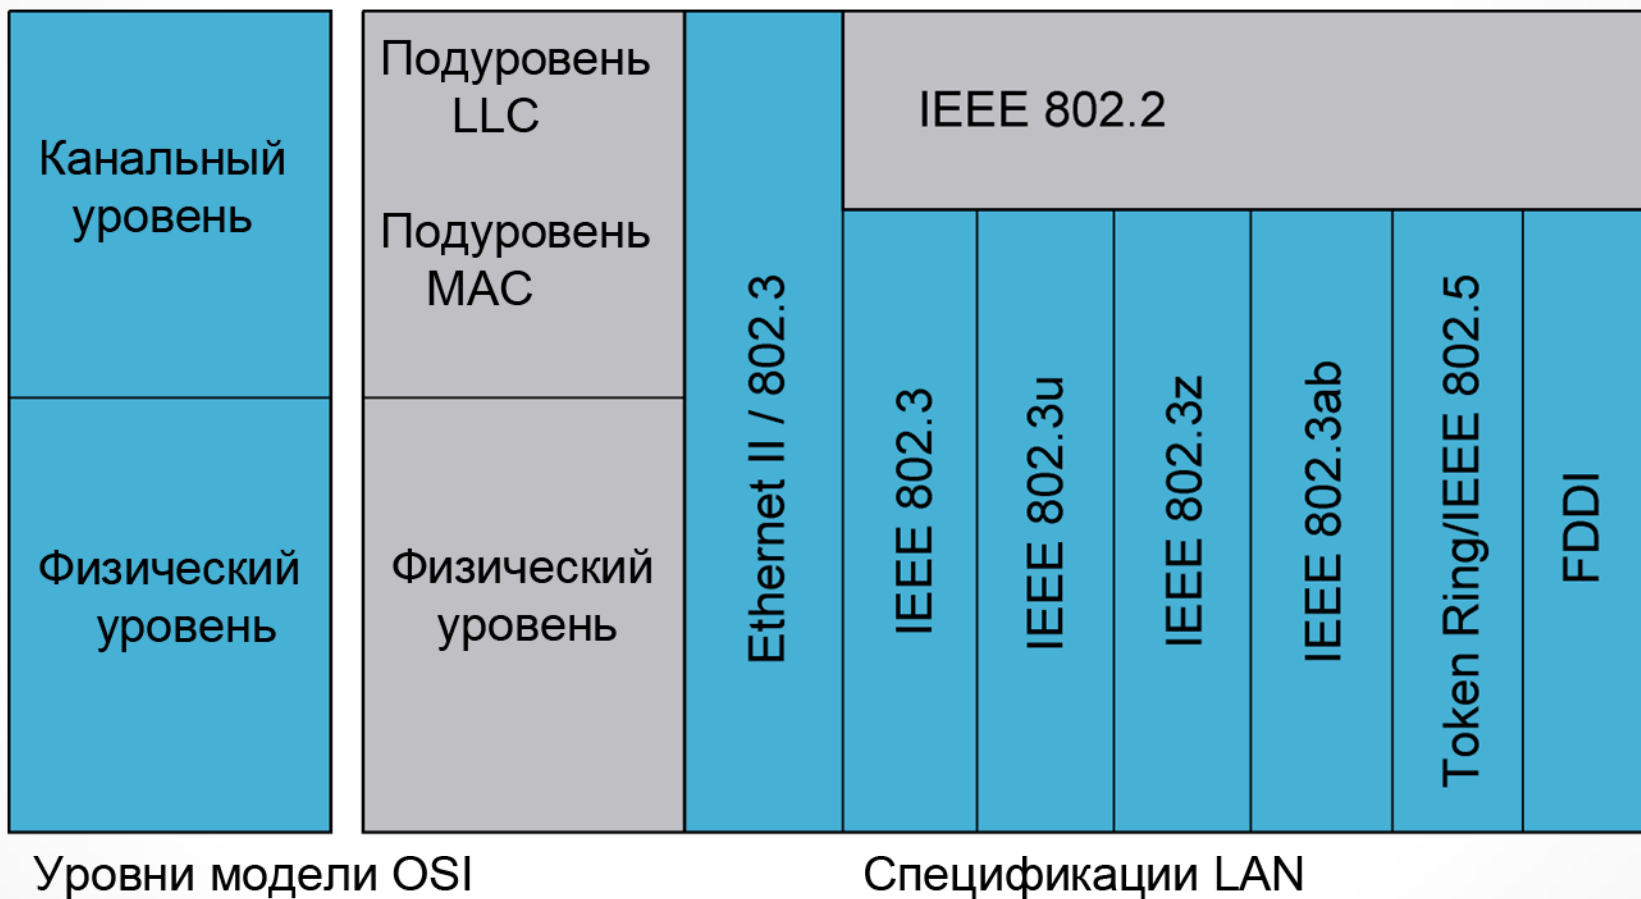 Канальный
уровень
Физический
уровень
Подуровень
LLC
Подуровень
MAC
Физический
уровень
Ethernet II / 802.3
IEEE 802.2
IEEE 802.3
IEEE 802.3u
IEEE 802.3z
IEEE 802.3ab
Token Ring/IEEE 802.5
FDDI
Уровни модели OSI
Спецификации LAN